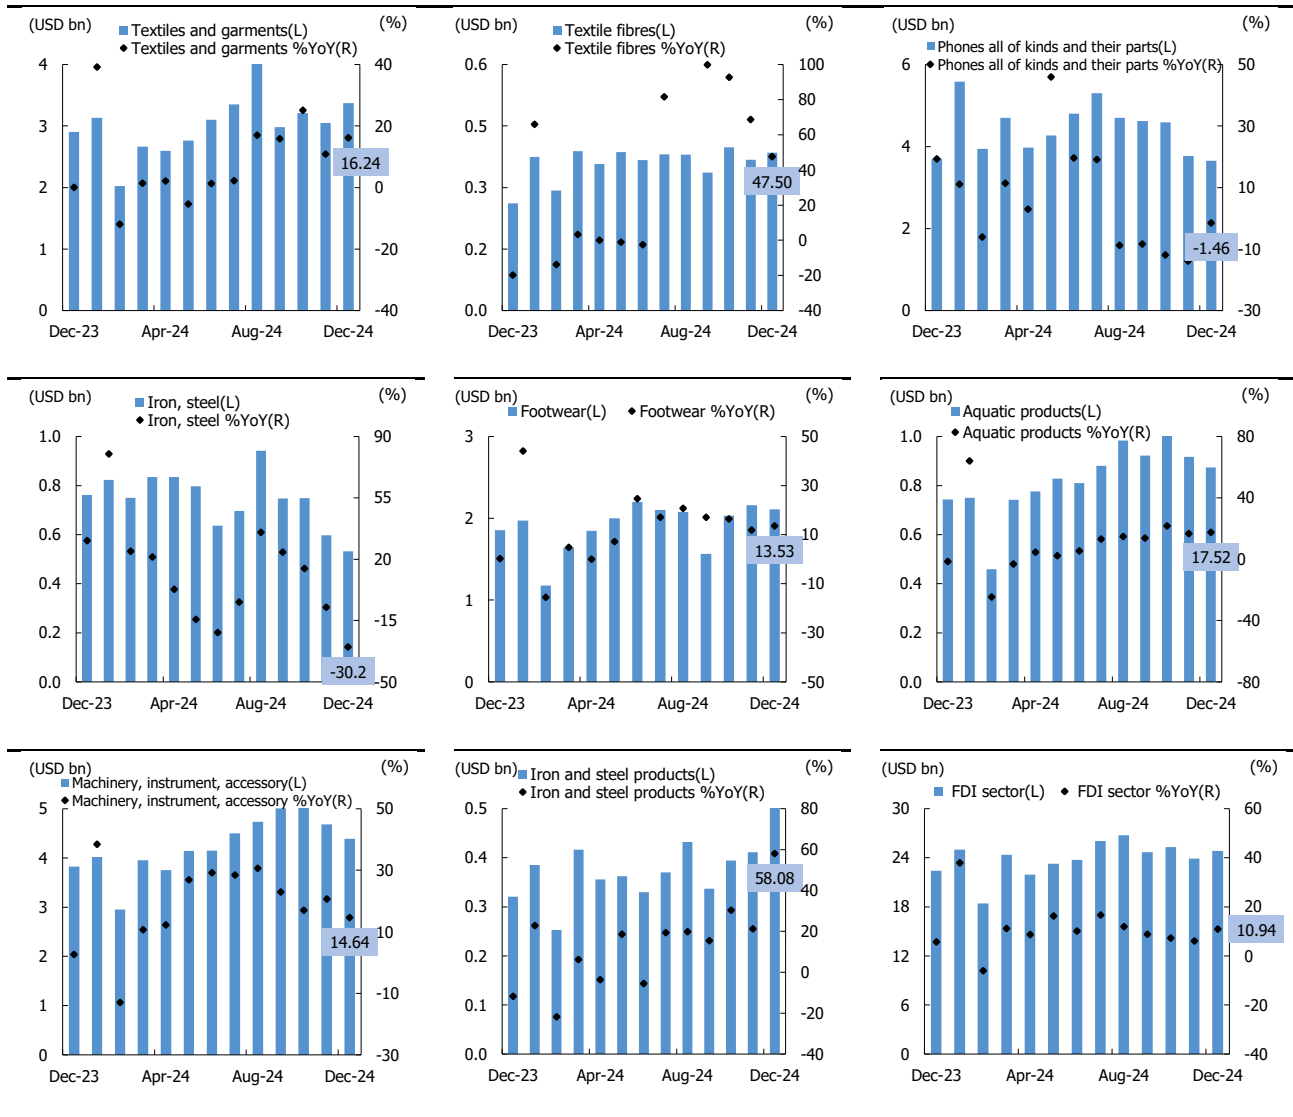 (USD bn) (%)
Textiles and garments(L)
Textiles and garments %YoY(R)
4 40
3 20
2 0
1 -20
0 -40
16.24
Dec-23 Apr-24 Aug-24 Dec-24
(USD bn) (%)
Textile fibres(L)
Textile fibres %YoY(R)
0.6 100
80
0.5 60
40
0.3 20
0.2 0
-20
0.0 -40
47.50
Dec-23 Apr-24 Aug-24 Dec-24
(USD bn) (%)
Phones all of kinds and their parts(L)
Phones all of kinds and their parts %YoY(R)
6 50
30
4 10
2 -10
0 -30
-1.46
Dec-23 Apr-24 Aug-24 Dec-24
(USD bn) (%)
Iron, steel(L)
Iron, steel %YoY(R)
1.0 90
0.8 55
0.6 20
0.4 -15
0.2
0.0 -50
-30.2
Dec-23 Apr-24 Aug-24 Dec-24
(USD bn) (%)
Footwear(L) Footwear %YoY(R)
3 50
30
2 10
1 -10
-30
0 -50
13.53
Dec-23 Apr-24 Aug-24 Dec-24
(USD bn) (%)
Aquatic products(L)
Aquatic products %YoY(R)
1.0 80
0.8 40
0.6 0
0.4 -40
0.2
0.0 -80
17.52
Dec-23 Apr-24 Aug-24 Dec-24
(USD bn) (%)
Machinery, instrument, accessory(L)
Machinery, instrument, accessory %YoY(R)
5 50
4 30
3 10
2 -10
1
0 -30
14.64
Dec-23 Apr-24 Aug-24 Dec-24
(USD bn) (%)
Iron and steel products(L)
Iron and steel products %YoY(R)
0.5 80
0.4 60
0.3 40
0.2 20
0.1 0
-20
0.0 -40
58.08
Dec-23 Apr-24 Aug-24 Dec-24
(USD bn) (%)
FDI sector(L) FDI sector %YoY(R)
30 60
24 40
18 20
12 0
6 -20
0 -40
10.94
Dec-23 Apr-24 Aug-24 Dec-24